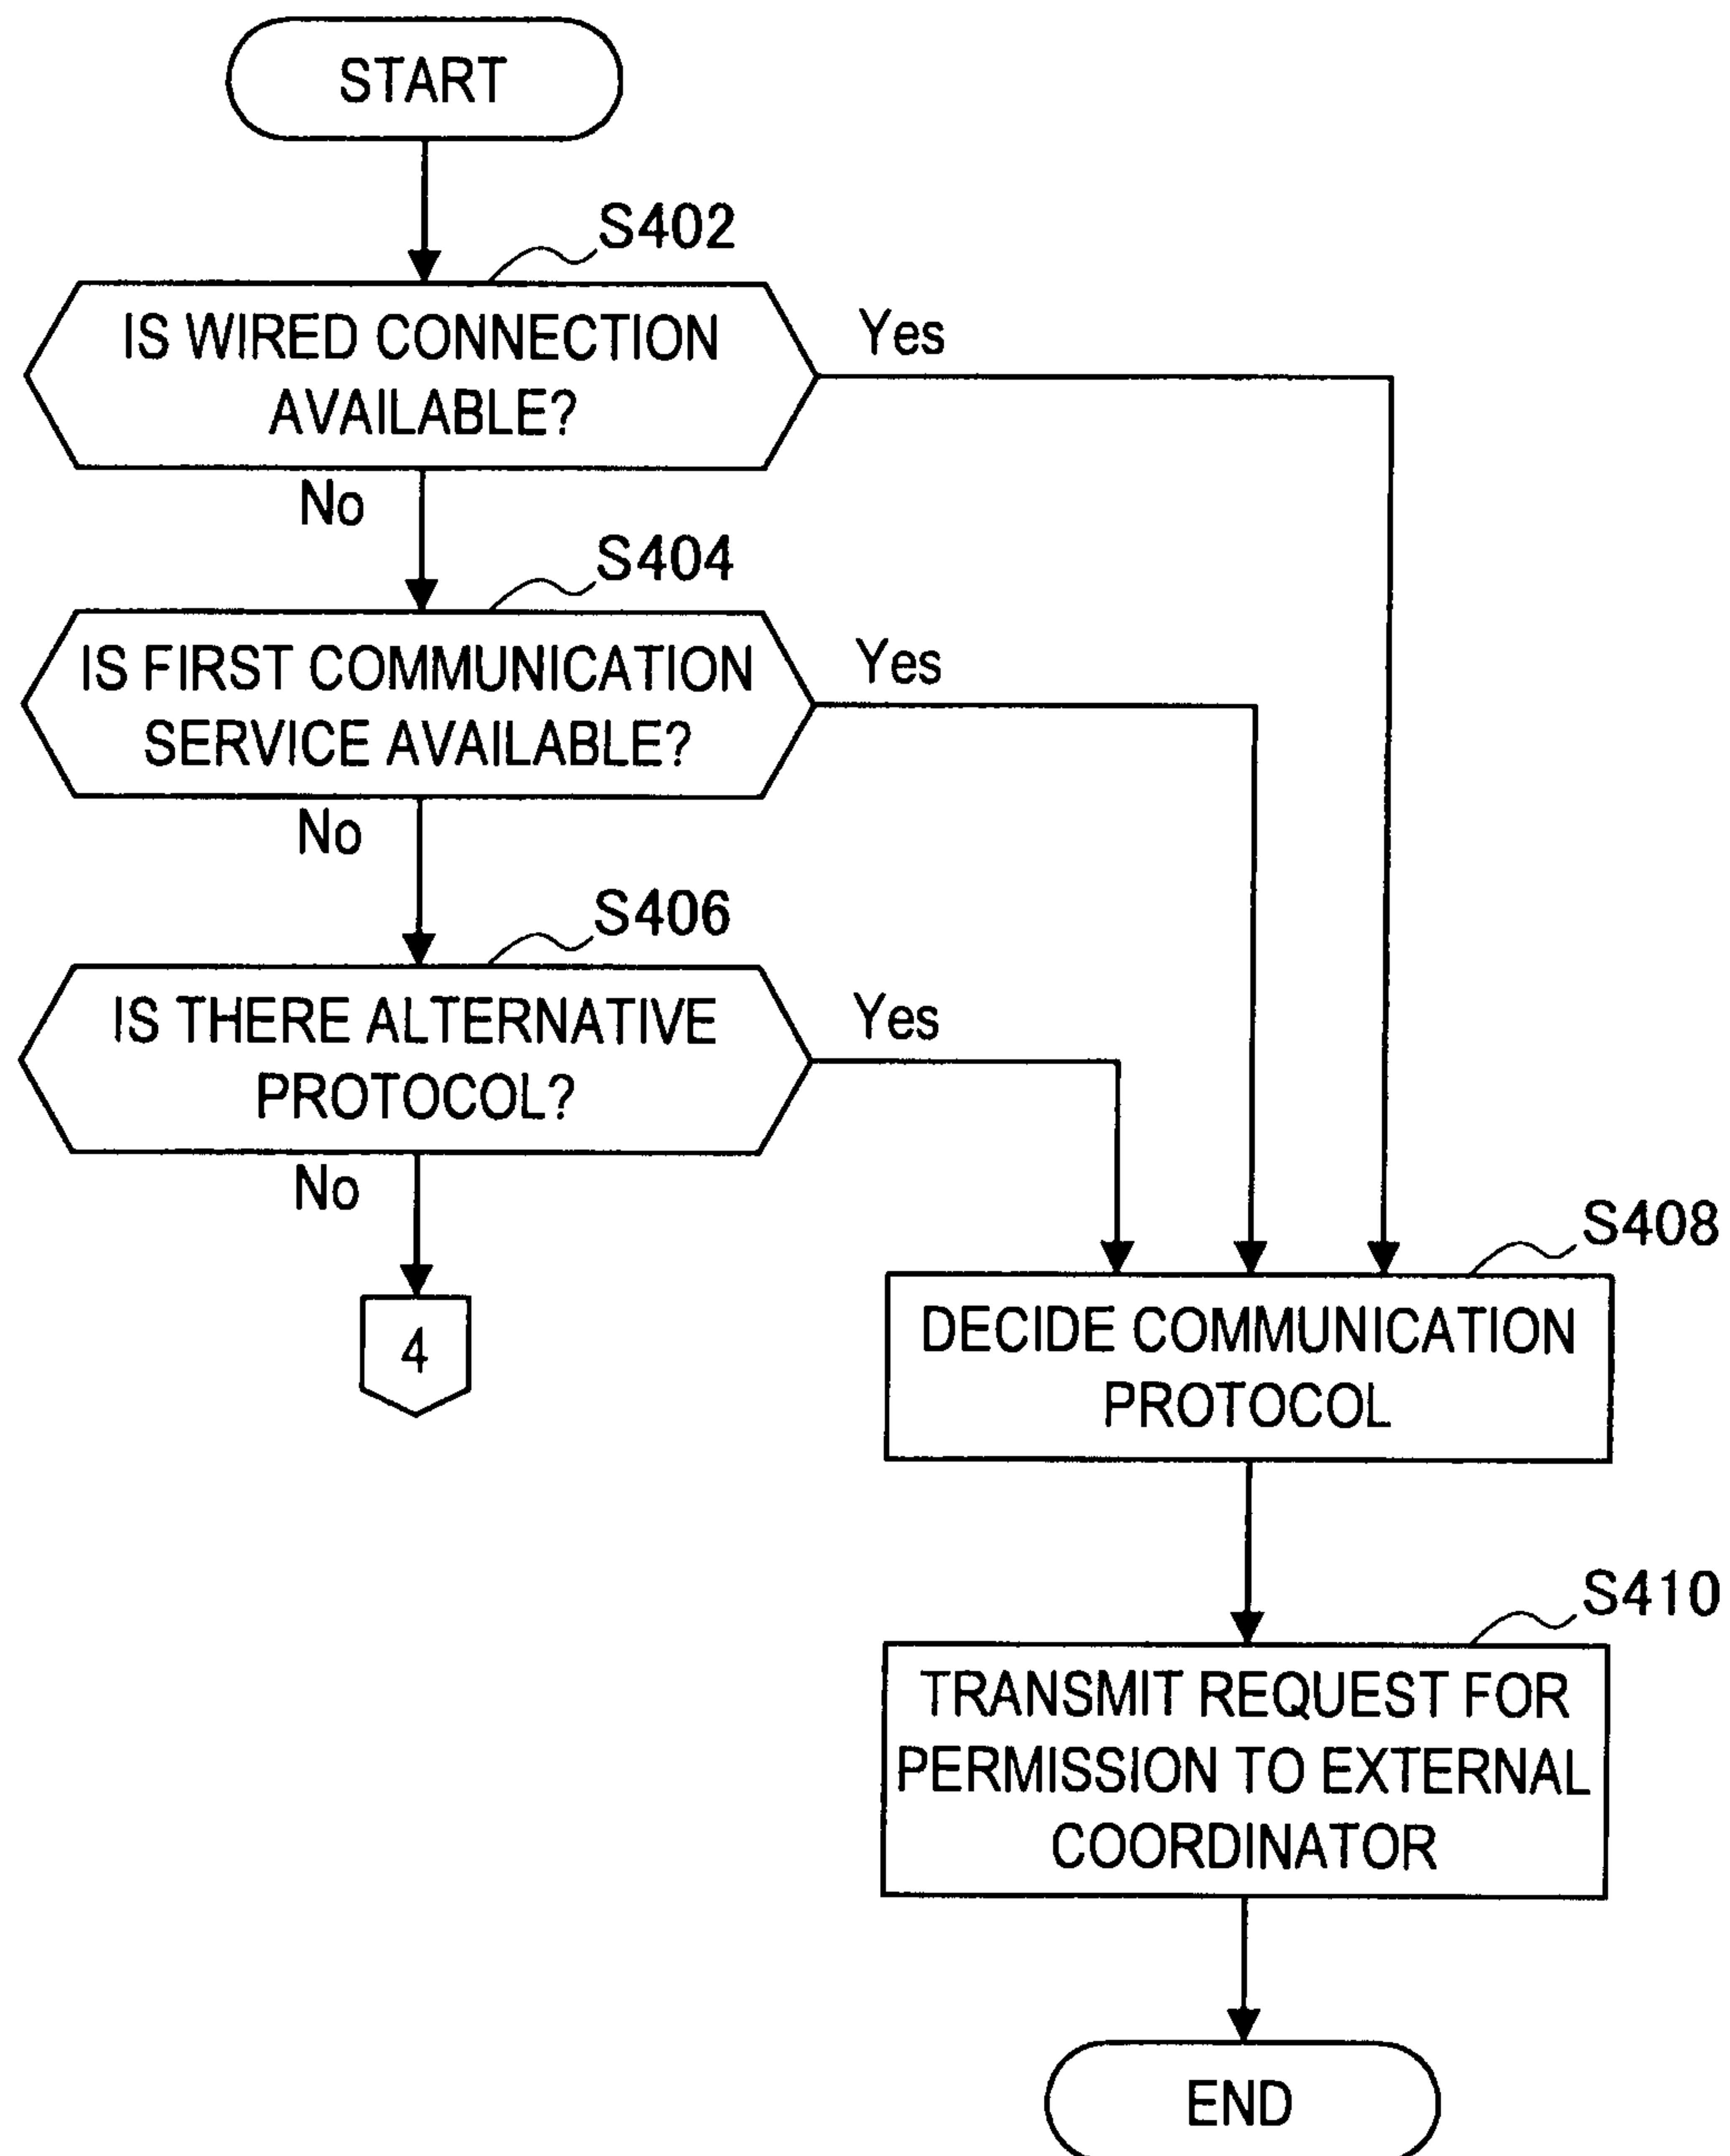 START
S402
IS WIRED CONNECTION
AVAILABLE?
Yes
No
S404
IS FIRST COMMUNICATION
SERVICE AVAILABLE?
Yes
No
S406
IS THERE ALTERNATIVE
PROTOCOL?
Yes
No
4
S408
DECIDE COMMUNICATION
PROTOCOL
S410
TRANSMIT REQUEST FOR
PERMISSION TO EXTERNAL
COORDINATOR
END